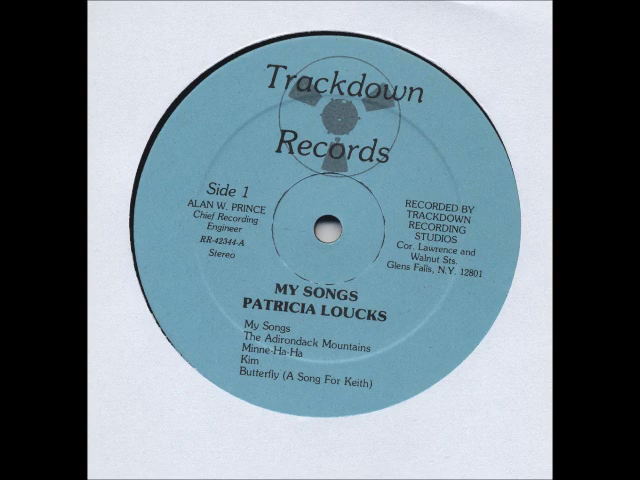 Trackdown
Records
Side 1
ALAN W. PRINCE
Chief Recording
Engineer
RR-42344-A
Stereo
RECORDED BY
TRACKDOWN
RECORDING
STUDIOS
Cor. Lawrence and
Walnut Sts.
Glens Falls, N.Y. 12801
MY SONGS
PATRICIA LOUCKS
My Songs
The Adirondack Mountains
Minne-Ha-Ha
Kim
Butterfly (A Song For Keith)